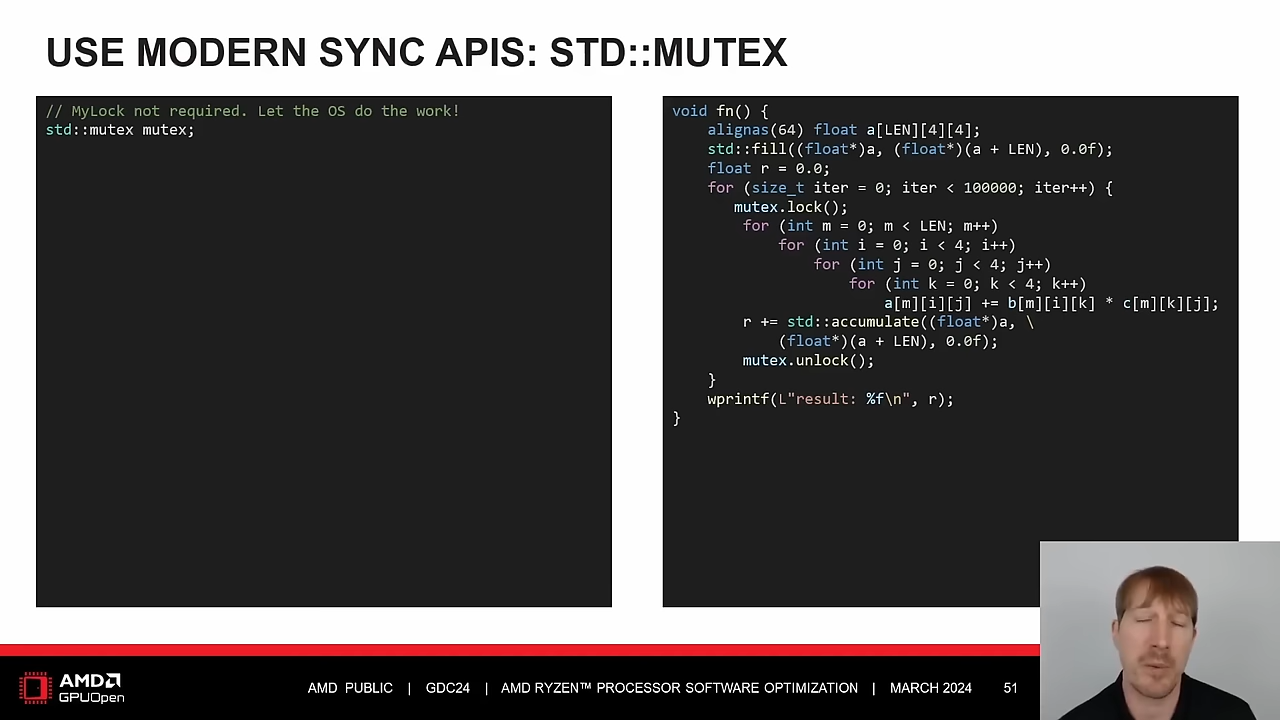 USE MODERN SYNC APIS: STD::MUTEX
// MyLock not required. Let the OS do the work!
std::mutex mutex;
void fn() {
alignas(64) float a[LEN][4][4];
std::fill((float*)a, (float*)(a + LEN), 0.0f);
float r = 0.0;
for (size_t iter = 0; iter < 100000; iter++) {
mutex.lock();
for (int m = 0; m < LEN; m++)
for (int i = 0; i < 4; i++)
for (int j = 0; j < 4; j++)
for (int k = 0; k < 4; k++)
a[m][i][j] += b[m][i][k] * c[m][k][j];
r += std::accumulate((float*)a, \
(float*)(a + LEN), 0.0f);
mutex.unlock();
}
wprintf(L"result: %f\n", r);
}
AMD
GPUOpen
AMD PUBLIC | GDC24 | AMD RYZEN™ PROCESSOR SOFTWARE OPTIMIZATION | MARCH 2024 51